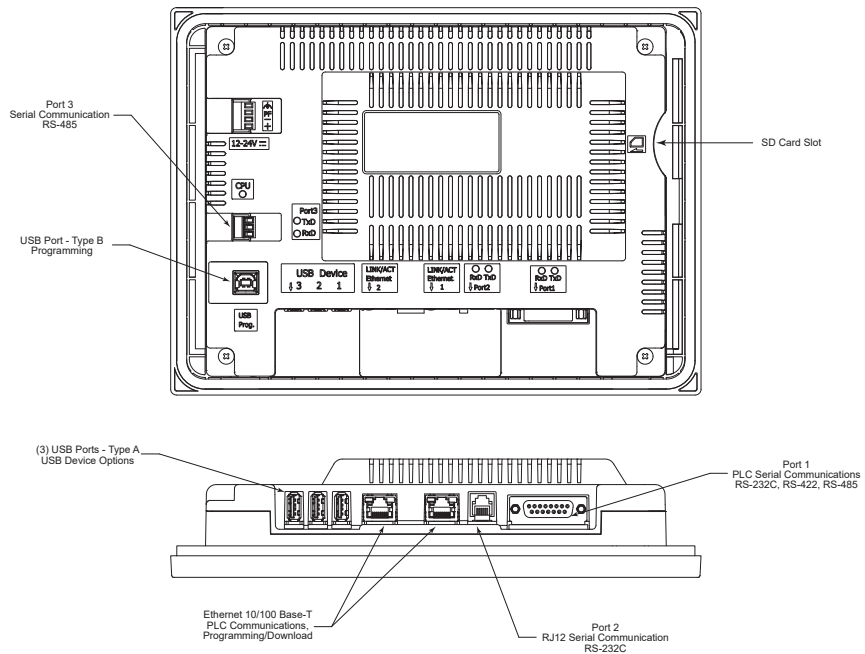 Port 3
Serial Communication
RS-485
PF
12-24V
CPU
Port3
TxD
RxD
SD Card Slot
USB Port - Type B
Programming
USB Device
3 2 1
LINK/ACT
Ethernet
2
LINK/ACT
Ethernet
1
RxD TxD
Port2
RxD TxD
Port1
USB
Prog.
(3) USB Ports - Type A
USB Device Options
Port 1
PLC Serial Communications
RS-232C, RS-422, RS-485
Ethernet 10/100 Base-T
PLC Communications,
Programming/Download
Port 2
RJ12 Serial Communication
RS-232C